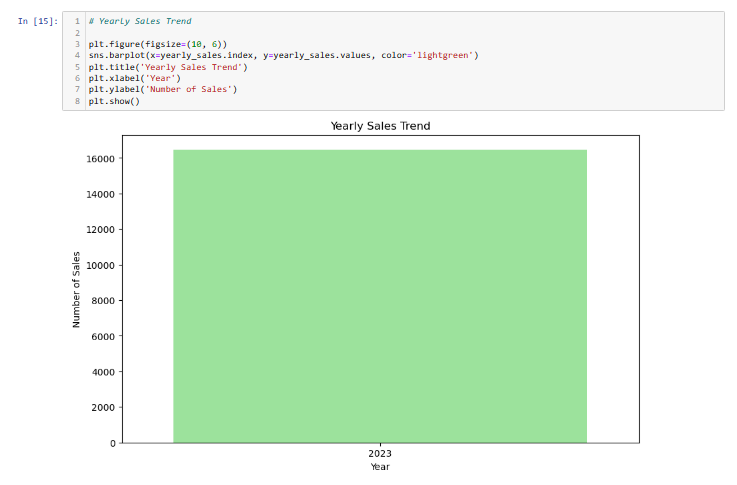 In [15]:
1 # Yearly Sales Trend
2
3 plt.figure(figsize=(10, 6))
4 sns.barplot(x=yearly_sales.index, y=yearly_sales.values, color='lightgreen')
5 plt.title('Yearly Sales Trend')
6 plt.xlabel('Year')
7 plt.ylabel('Number of Sales')
8 plt.show()
Yearly Sales Trend
16000
14000
12000
10000
8000
6000
4000
2000
0
Number of Sales
2023
Year